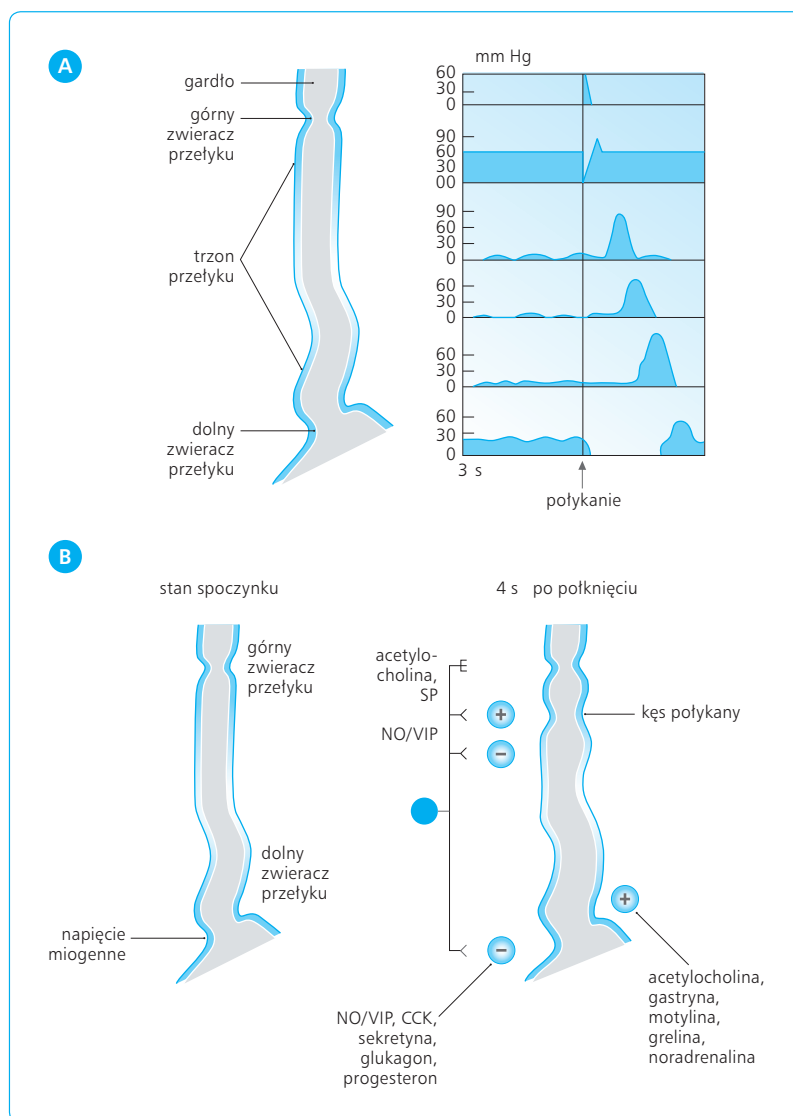 A
mm Hg
gardło
górny
zwieracz
przełyku
trzon
przełyku
dolny
zwieracz
przełyku
60
30
0
90
60
30
00
90
60
30
0
60
30
0
60
30
0
60
30
0
3 s
połykanie
B
stan spoczynku
górny
zwieracz
przełyku
dolny
zwieracz
przełyku
napięcie
miogenne
4 s po połknięciu
acetylo-
cholina,
SP
+
NO/VIP
−
kęs połykany
+
−
NO/VIP, CCK,
sekretyna,
glukagon,
progesteron
acetylocholina,
gastryna,
motylina,
grelina,
noradrenalina